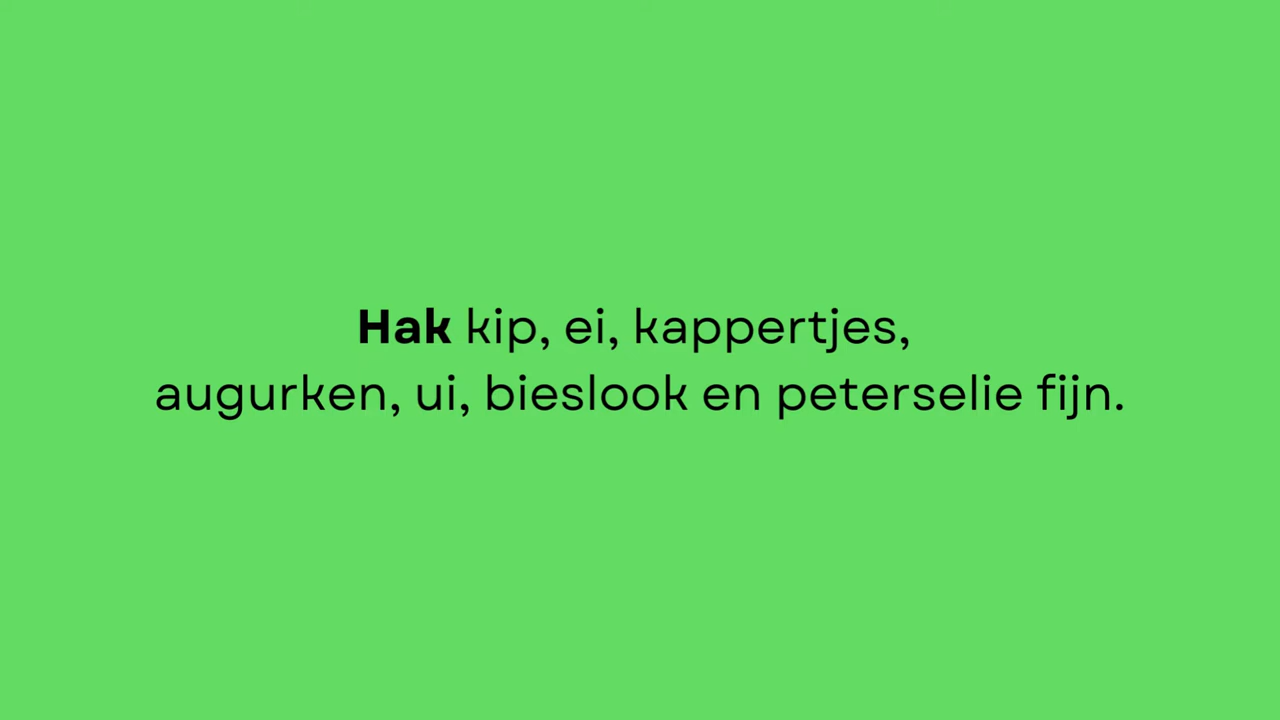 Hak kip, ei, kappertjes,
augurken, ui, bieslook en peterselie fijn.